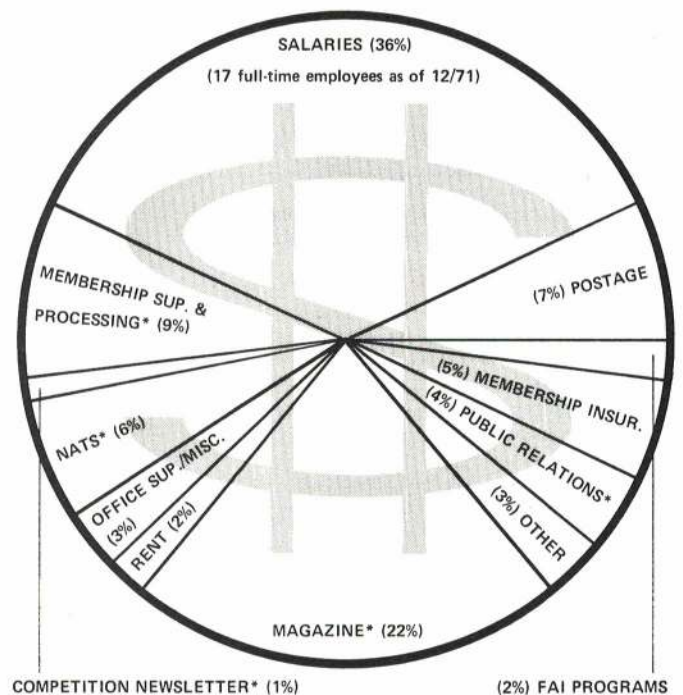 SALARIES (36%)
(17 full-time employees as of 12/71)
MEMBERSHIP SUP. &
PROCESSING* (9%)
(7%) POSTAGE
(5%) MEMBERSHIP INSUR.
(4%) PUBLIC RELATIONS*
(3%) OTHER
NATS* (6%)
OFFICE SUP./MISC.
(3%)
RENT (2%)
MAGAZINE* (22%)
COMPETITION NEWSLETTER* (1%)
(2%) FAI PROGRAMS